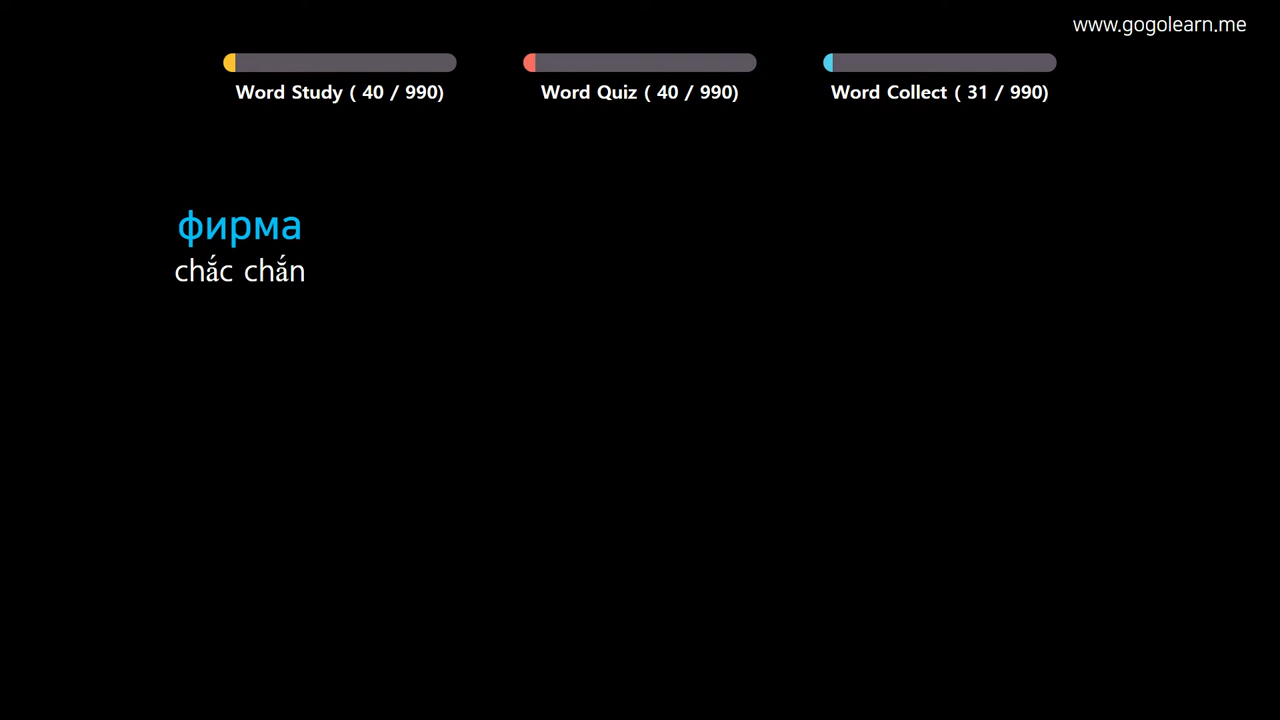 www.gogolearn.me
Word Study ( 40 / 990)
Word Quiz ( 40 / 990)
Word Collect ( 31 / 990)
фирма
chắc chắn